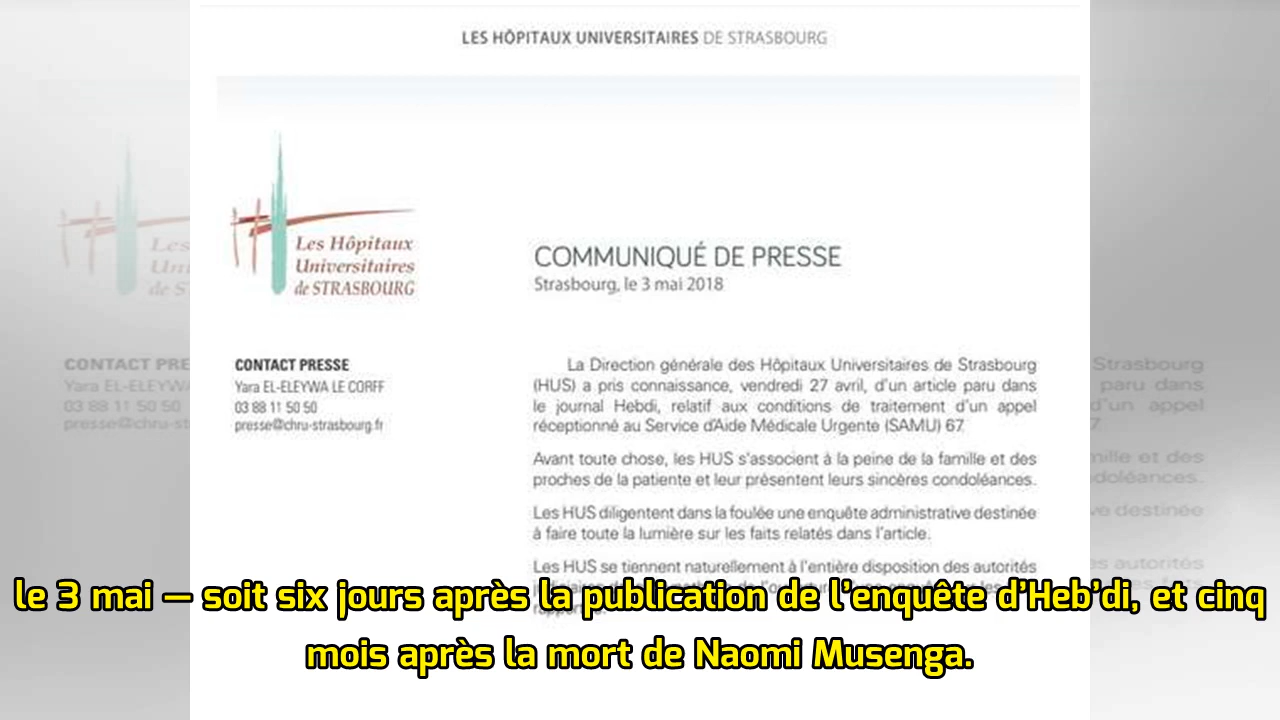 LES HÔPITAUX UNIVERSITAIRES DE STRASBOURG
Les Hôpitaux
Universitaires
de STRASBOURG
COMMUNIQUÉ DE PRESSE
Strasbourg, le 3 mai 2018
CONTACT PRESSE
Yara EL-ELEYWA LE CORFF
03 88 11 50 50
presse@chru-strasbourg.fr
La Direction générale des Hôpitaux Universitaires de Strasbourg
(HUS) a pris connaissance, vendredi 27 avril, d'un article paru dans
le journal Hebdi, relatif aux conditions de traitement d'un appel
réceptionné au Service d'Aide Médicale Urgente (SAMU) 67.
Avant toute chose, les HUS s'associent à la peine de la famille et des
proches de la patiente et leur présentent leurs sincères condoléances.
Les HUS diligentent dans la foulée une enquête administrative destinée
à faire toute la lumière sur les faits relatés dans l'article.
Les HUS se tiennent naturellement à l'entière disposition des autorités
le 3 mai — soit six jours après la publication de l'enquête d'Heb'di, et cinq
mois après la mort de Naomi Musenga.